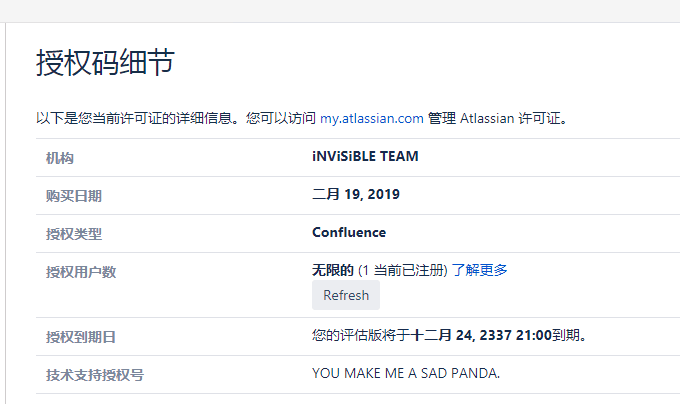 授权码细节
以下是您当前许可证的详细信息。您可以访问 my.atlassian.com 管理 Atlassian 许可证。
机构 iNViSiBLE TEAM
购买日期 二月 19, 2019
授权类型 Confluence
授权用户数 无限的 (1 当前已注册) 了解更多
Refresh
授权到期日 您的评估版将于十二月 24, 2337 21:00到期。
技术支持授权号 YOU MAKE ME A SAD PANDA.